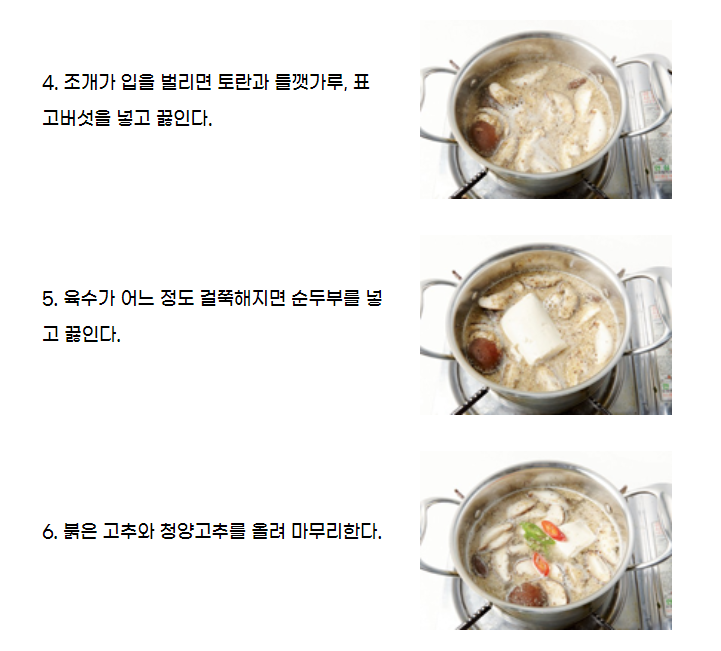 4. 조개가 입을 벌리면 토란과 들깻가루, 표
고버섯을 넣고 끓인다.
5. 육수가 어느 정도 걸쭉해지면 순두부를 넣
고 끓인다.
6. 붉은 고추와 청양고추를 올려 마무리한다.